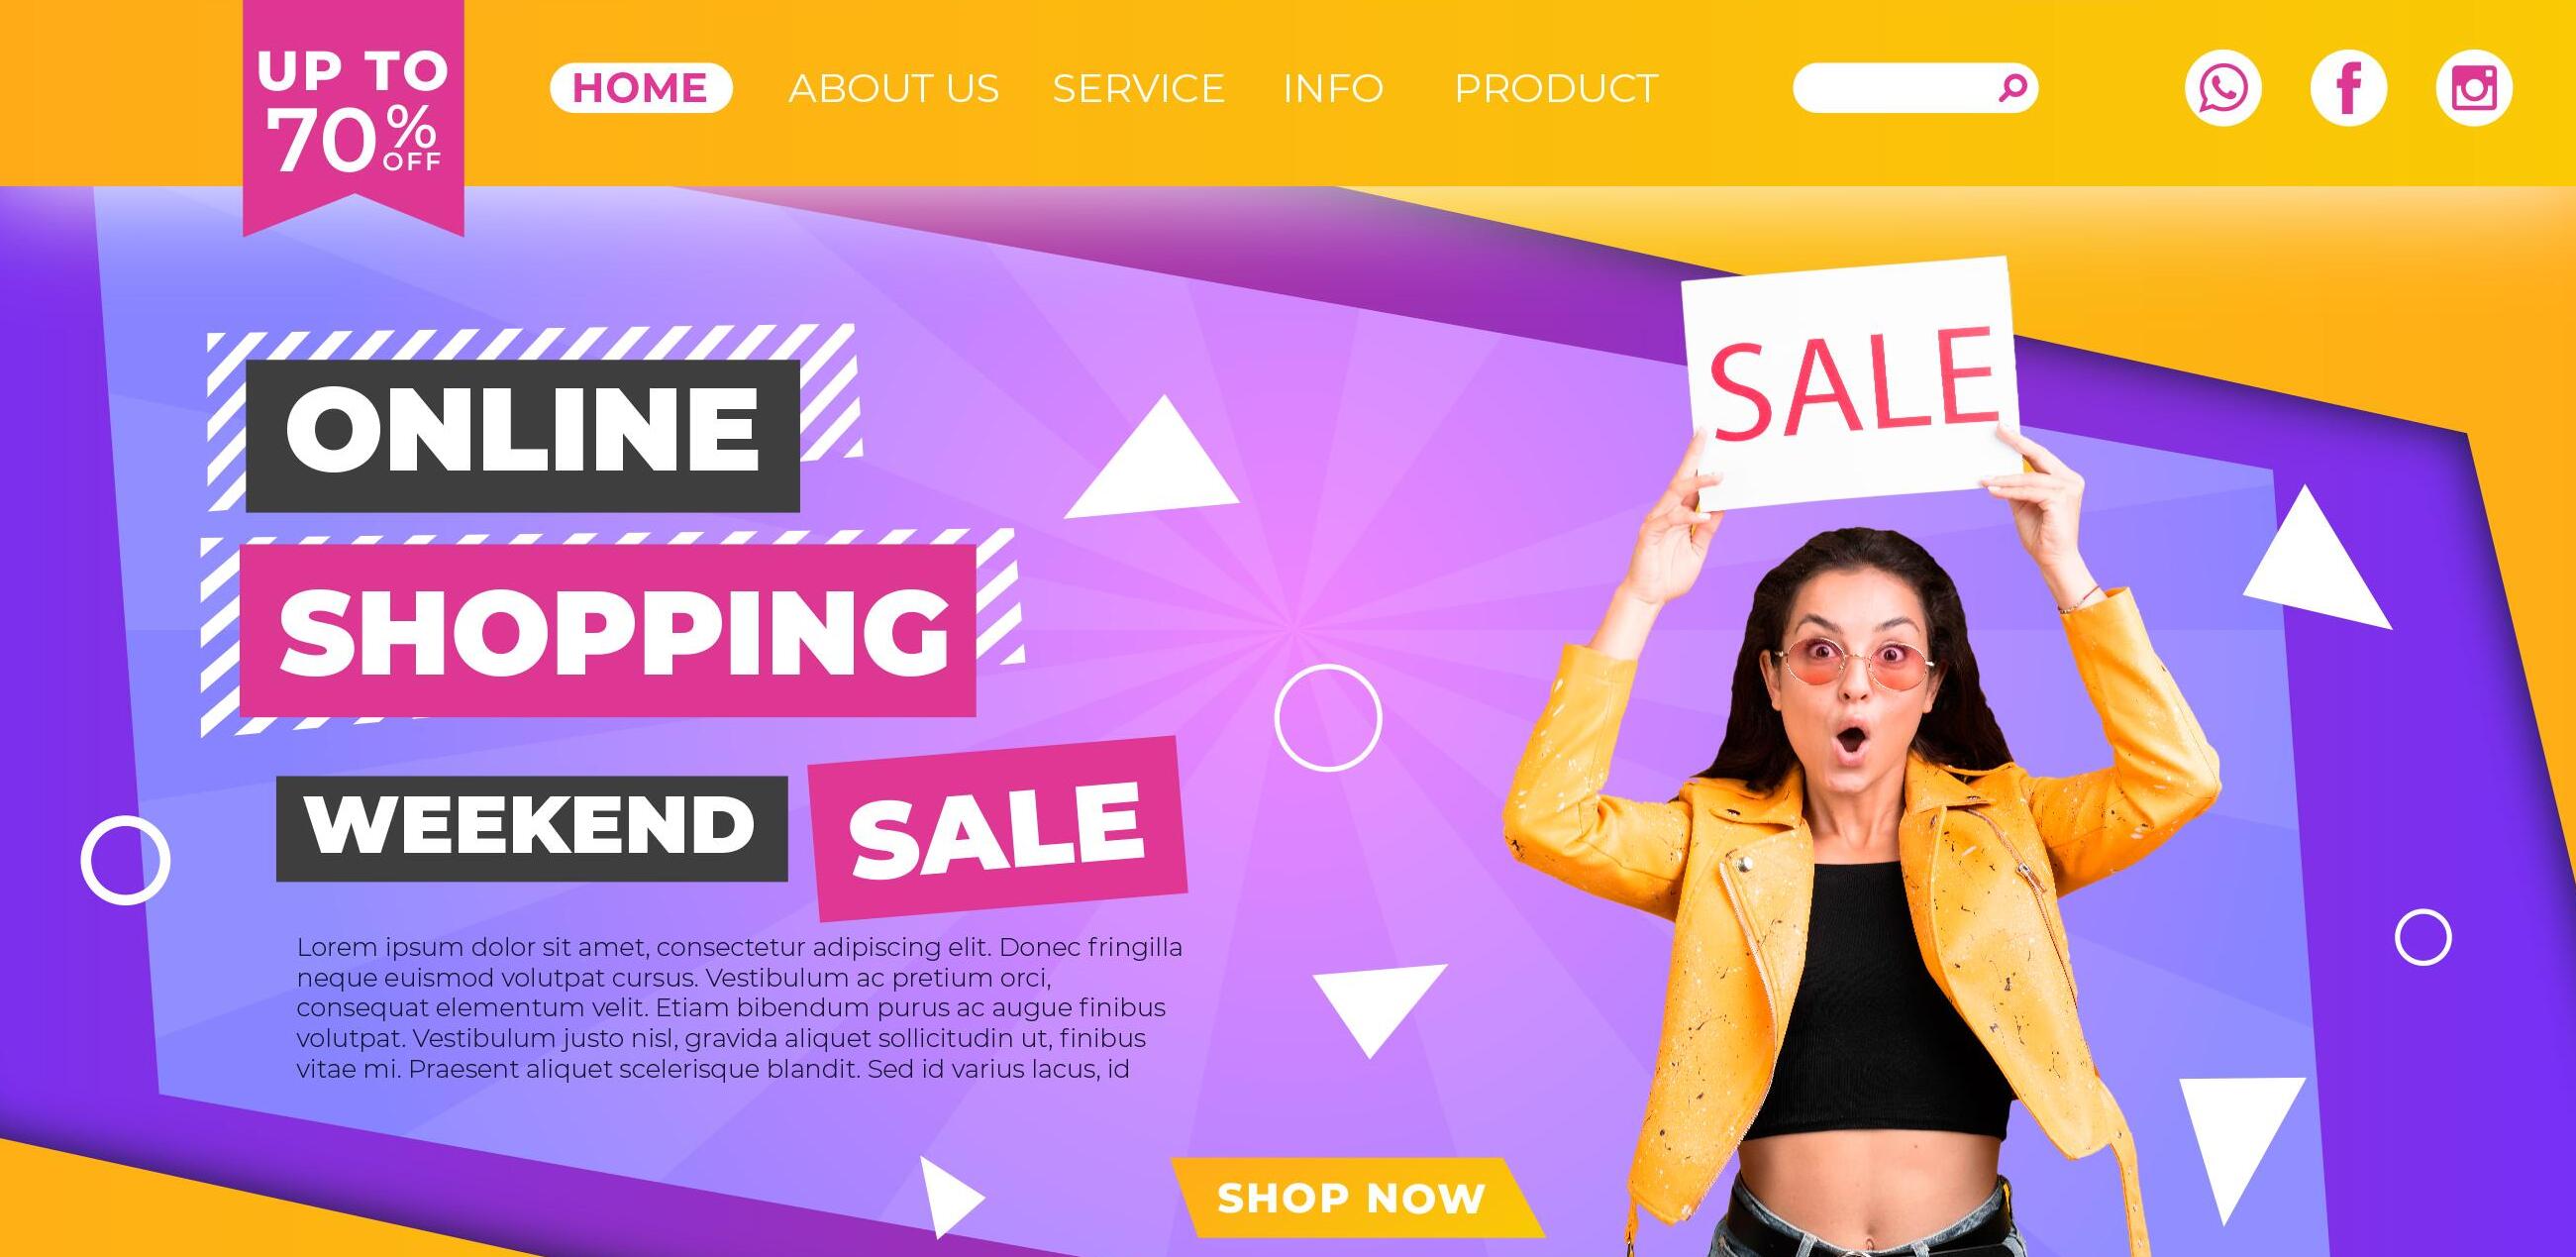 UP TO
70% OFF
HOME ABOUT US SERVICE INFO PRODUCT
ONLINE
SHOPPING
WEEKEND SALE
Lorem ipsum dolor sit amet, consectetur adipiscing elit. Donec fringilla
neque euismod volutpat cursus. Vestibulum ac pretium orci,
consequat elementum velit. Etiam bibendum purus ac augue finibus
volutpat. Vestibulum justo nisl, gravida aliquet sollicitudin ut, finibus
vitae mi. Praesent aliquet scelerisque blandit. Sed id varius lacus, id
SHOP NOW
SALE